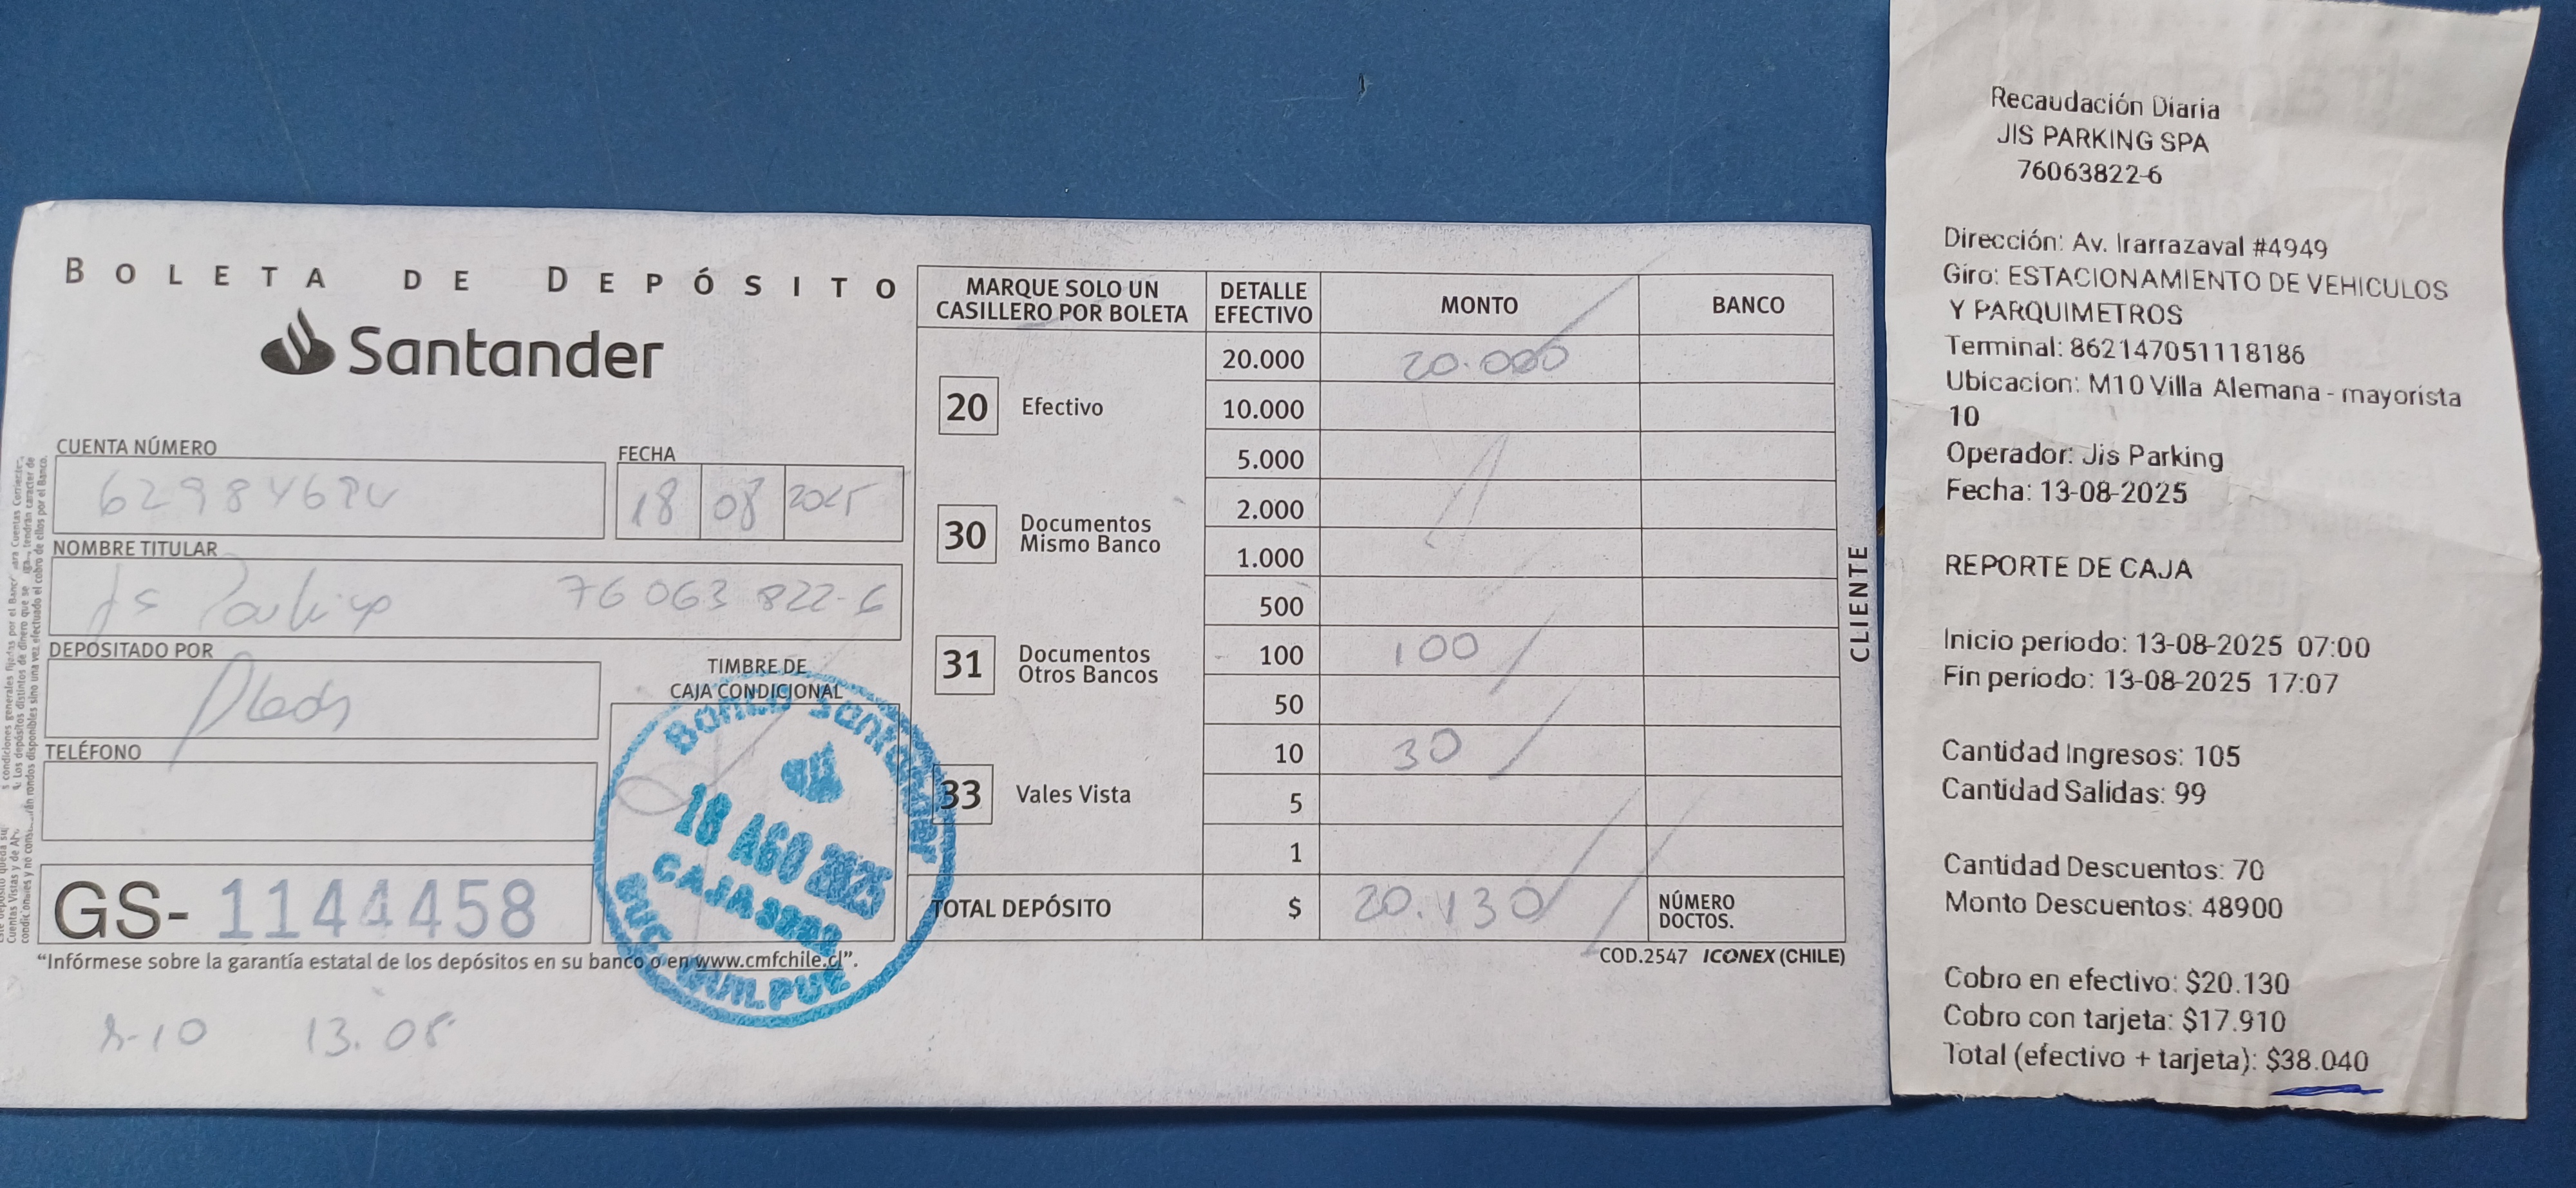 BOLETA DE DEPÓSITO
Santander
CUENTA NÚMERO
FECHA
18 08 2025
NOMBRE TITULAR
Jis Parking 76 063 822-6
DEPOSITADO POR
TELÉFONO
TIMBRE DE
CAJA CONDICIONAL
Banco Santander
18 AGO 2025
SUC. QUILPUE
GS- 1144458
"Infórmese sobre la garantía estatal de los depósitos en su banco o en www.cmfchile.cl".
13.08
MARQUE SOLO UN
CASILLERO POR BOLETA
DETALLE
EFECTIVO
MONTO
BANCO
20 Efectivo
30 Documentos
Mismo Banco
31 Documentos
Otros Bancos
33 Vales Vista
20.000 20.000
10.000
5.000
2.000
1.000
500
100 100
50
10 30
5
1
TOTAL DEPÓSITO $ 20.130
NÚMERO
DOCTOS.
CLIENTE
COD.2547 ICONEX (CHILE)
Recaudación Diaria
JIS PARKING SPA
76063822-6
Dirección: Av. Irarrazaval #4949
Giro: ESTACIONAMIENTO DE VEHICULOS
Y PARQUIMETROS
Terminal: 862147051118186
Ubicacion: M10 Villa Alemana - mayorista
10
Operador: Jis Parking
Fecha: 13-08-2025
REPORTE DE CAJA
Inicio periodo: 13-08-2025 07:00
Fin periodo: 13-08-2025 17:07
Cantidad Ingresos: 105
Cantidad Salidas: 99
Cantidad Descuentos: 70
Monto Descuentos: 48900
Cobro en efectivo: $20.130
Cobro con tarjeta: $17.910
Total (efectivo + tarjeta): $38.040